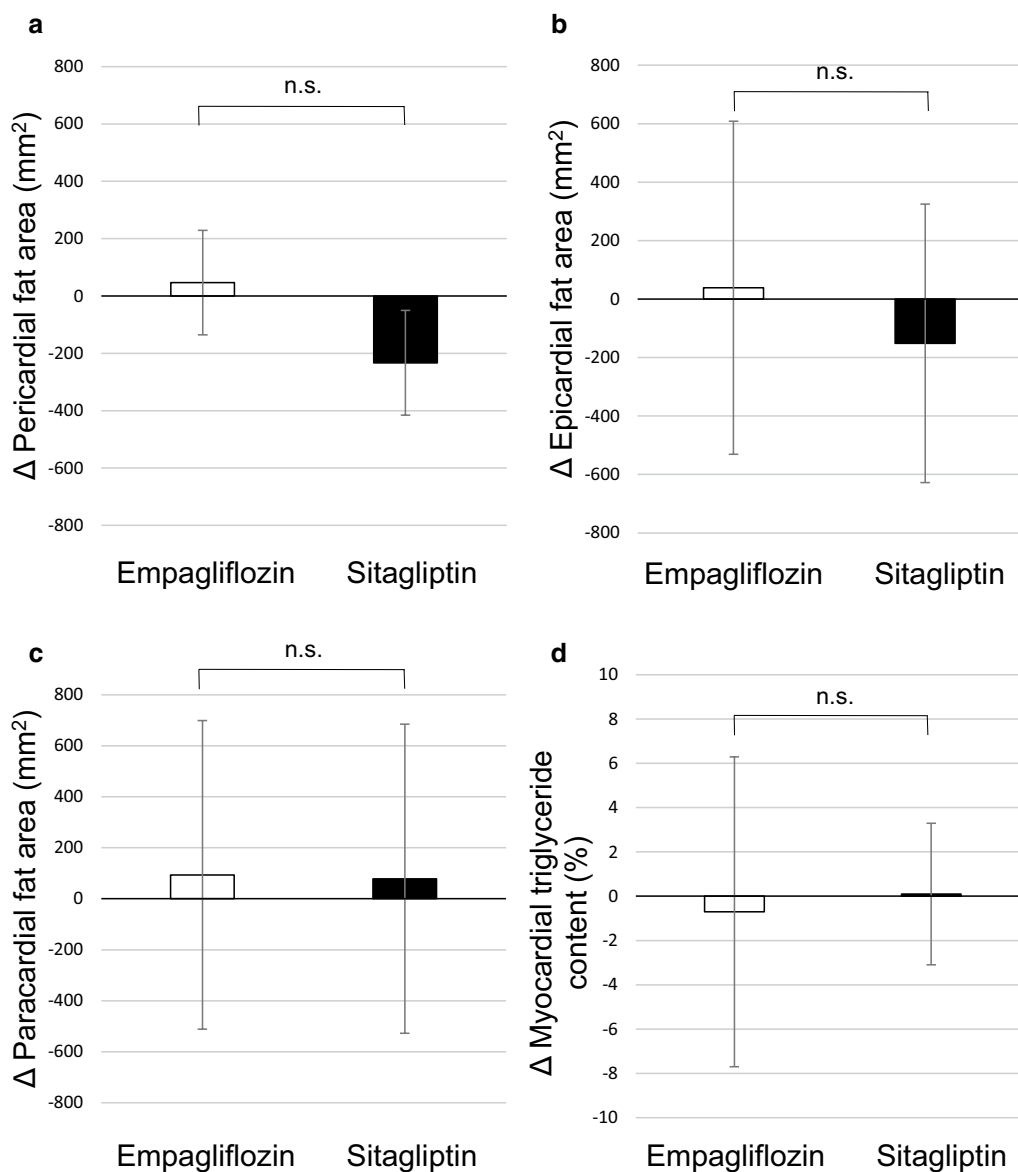 a
Δ Pericardial fat area (mm²)
800
600
400
200
0
-200
-400
-600
-800
n.s.
Empagliflozin Sitagliptin
b
Δ Epicardial fat area (mm²)
800
600
400
200
0
-200
-400
-600
-800
n.s.
Empagliflozin Sitagliptin
c
Δ Paracardial fat area (mm²)
800
600
400
200
0
-200
-400
-600
-800
n.s.
Empagliflozin Sitagliptin
d
Δ Myocardial triglyceride
content (%)
10
8
6
4
2
0
-2
-4
-6
-8
-10
n.s.
Empagliflozin Sitagliptin